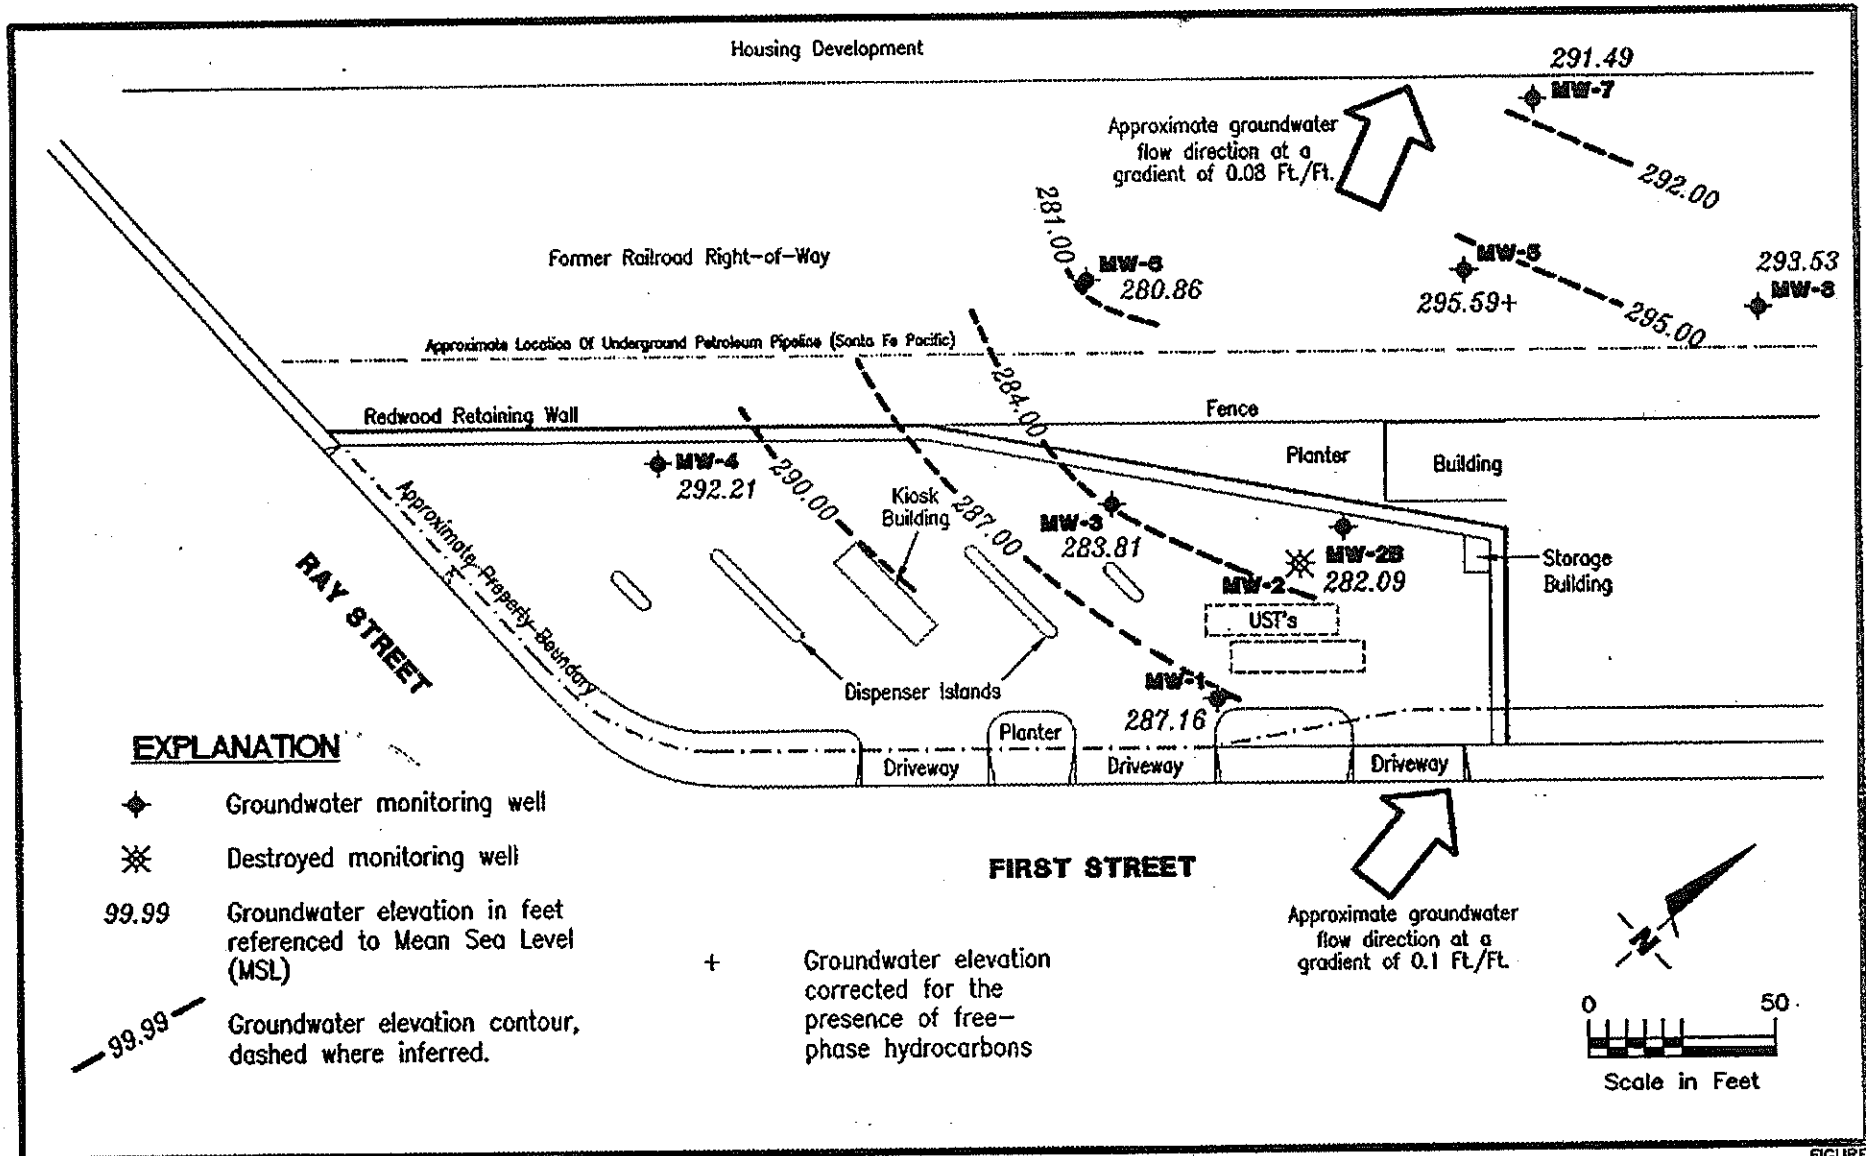 Housing Development
291.49
MW-7
Approximate groundwater
flow direction at a
gradient of 0.08 Ft./Ft.
292.00
281.00
Former Railroad Right-of-Way
MW-6
280.86
MW-5
295.59+
293.53
MW-8
295.00
Approximate Location Of Underground Petroleum Pipeline (Santa Fe Pacific)
284.00
Redwood Retaining Wall
Fence
MW-4
292.21
290.00
Kiosk
Building
287.00
MW-3
283.81
Planter
Building
MW-2B
282.09
MW-2
Storage
Building
UST's
Approximate Property Boundary
RAY STREET
Dispenser Islands
MW-1
287.16
Planter
Driveway
Driveway
Driveway
EXPLANATION
Groundwater monitoring well
Destroyed monitoring well
99.99
Groundwater elevation in feet
referenced to Mean Sea Level
(MSL)
99.99
Groundwater elevation contour,
dashed where inferred.
+
Groundwater elevation
corrected for the
presence of free-
phase hydrocarbons
FIRST STREET
Approximate groundwater
flow direction at a
gradient of 0.1 Ft./Ft.
N
0 50
Scale in Feet
FIGURE